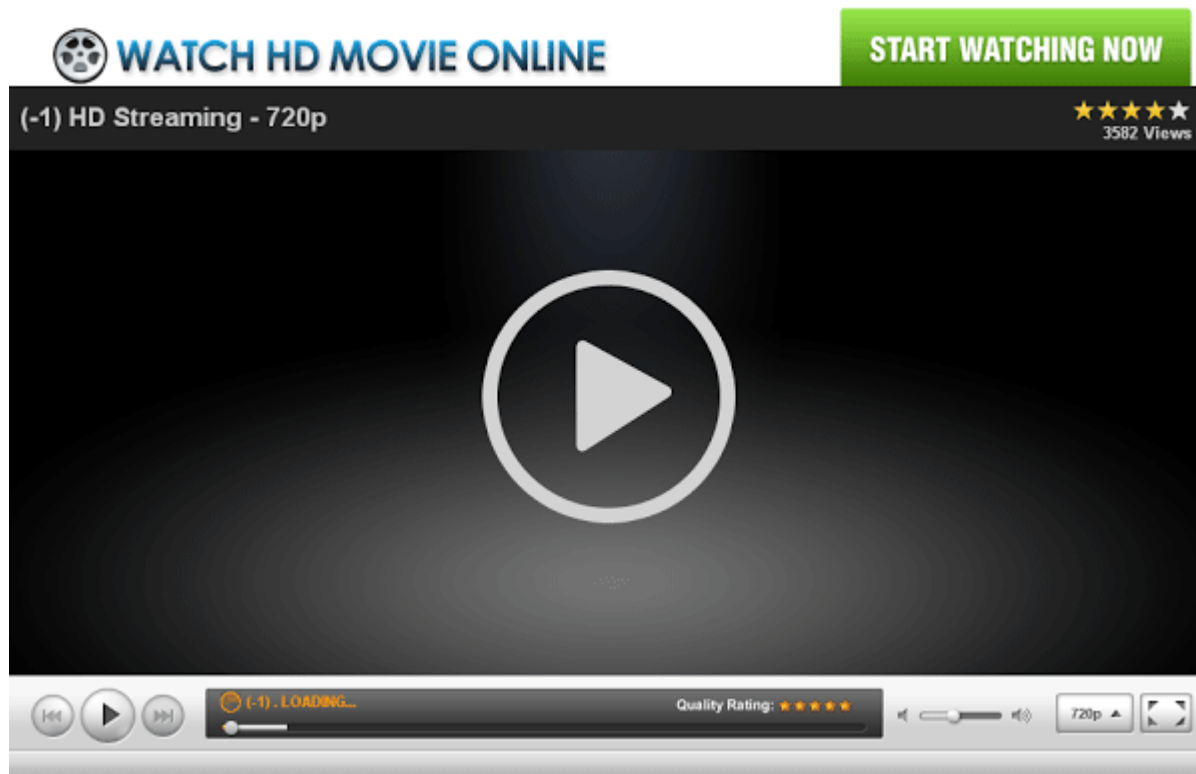 WATCH HD MOVIE ONLINE
START WATCHING NOW
(-1) HD Streaming - 720p
3582 Views
(-1) . LOADING...
Quality Rating:
720p